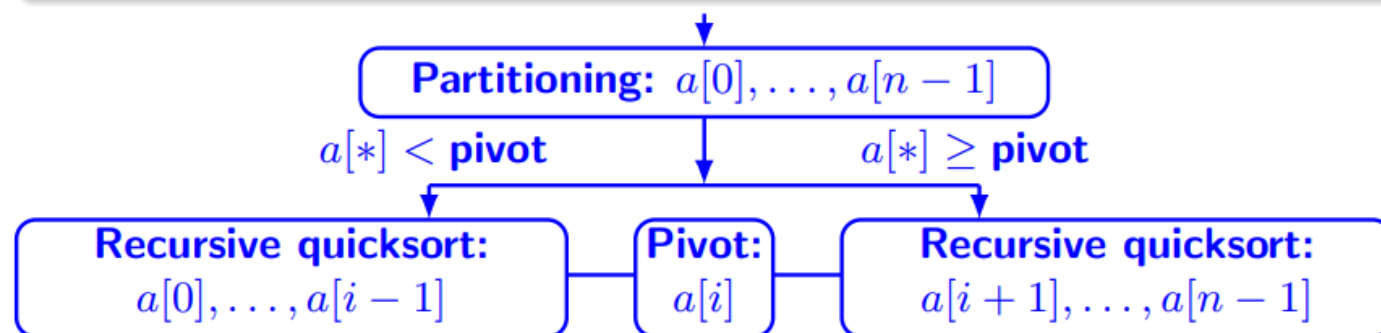 Partitioning: a[0], . . . , a[n − 1]
a[∗] < pivot
a[∗] ≥ pivot
Recursive quicksort:
a[0], . . . , a[i − 1]
Pivot:
a[i]
Recursive quicksort:
a[i + 1], . . . , a[n − 1]